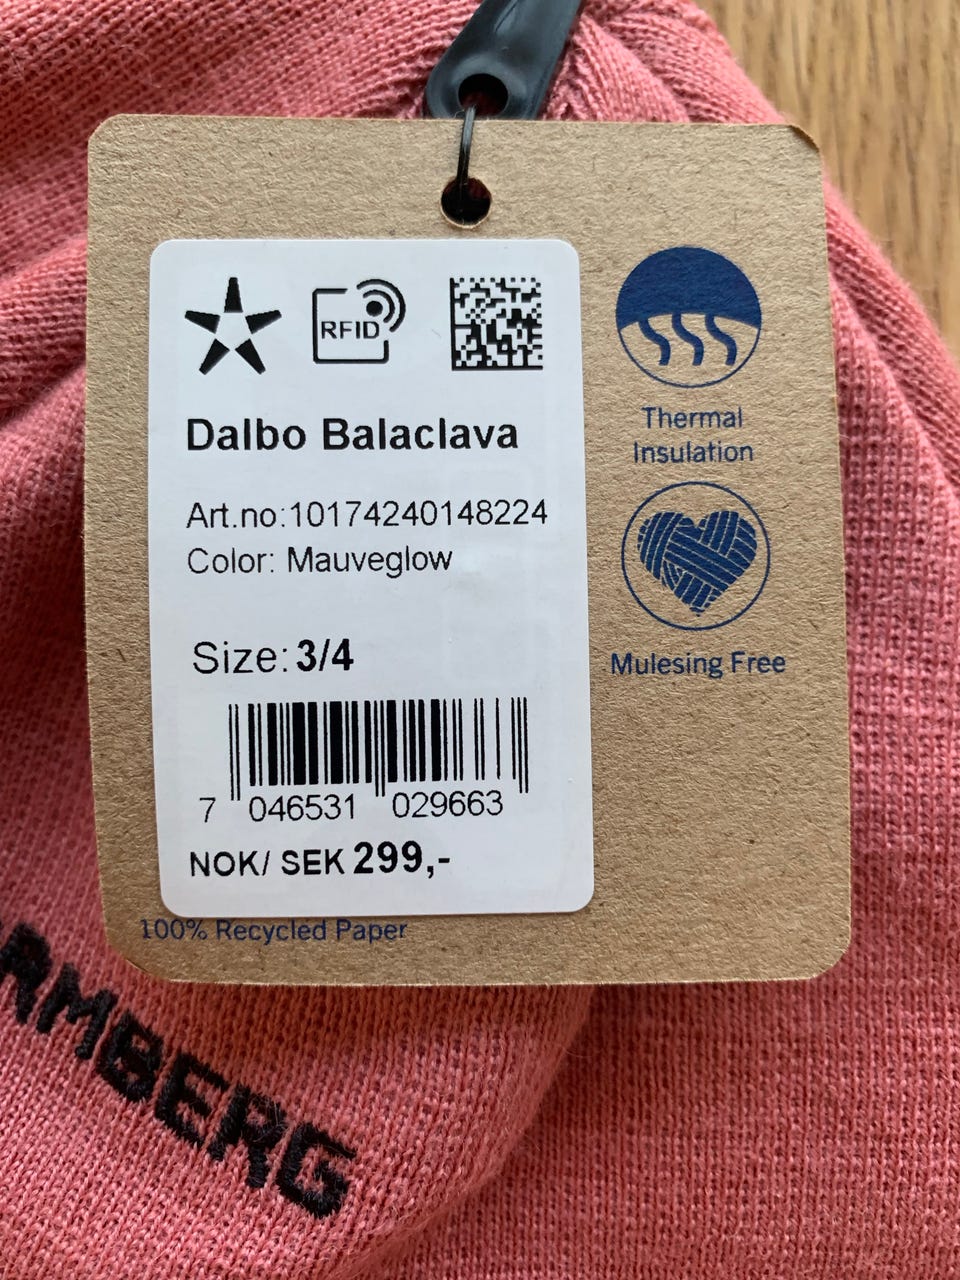 RFID
Dalbo Balaclava
Art.no:10174240148224
Color: Mauveglow
Size: 3/4
7 046531 029663
NOK/ SEK 299,-
Thermal
Insulation
Mulesing Free
100% Recycled Paper